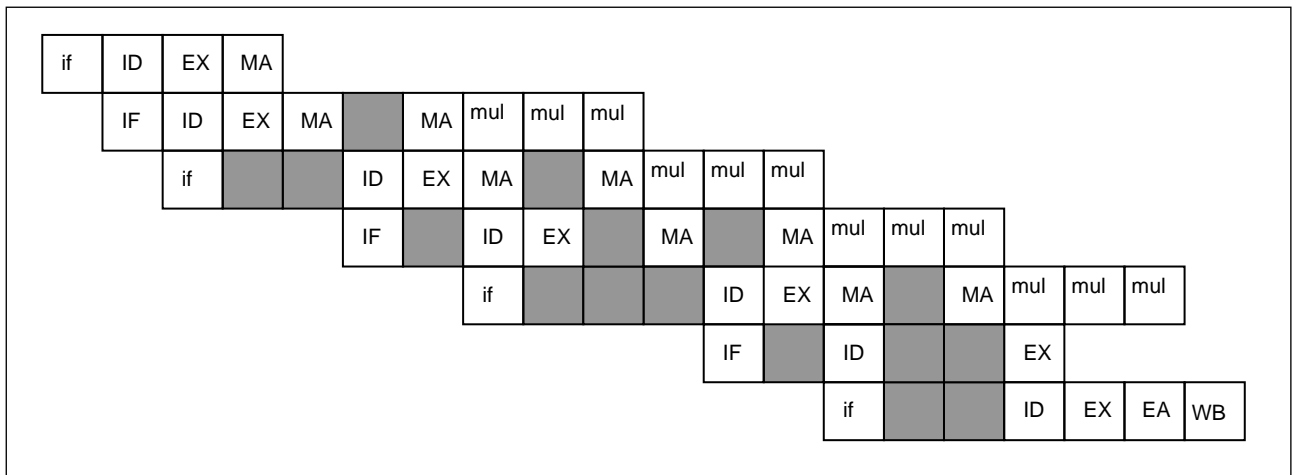 if ID EX MA
IF ID EX MA MA mul mul mul
if ID EX MA MA mul mul mul
IF ID EX MA MA mul mul mul
if ID EX MA MA mul mul mul
IF ID EX
if ID EX EA WB